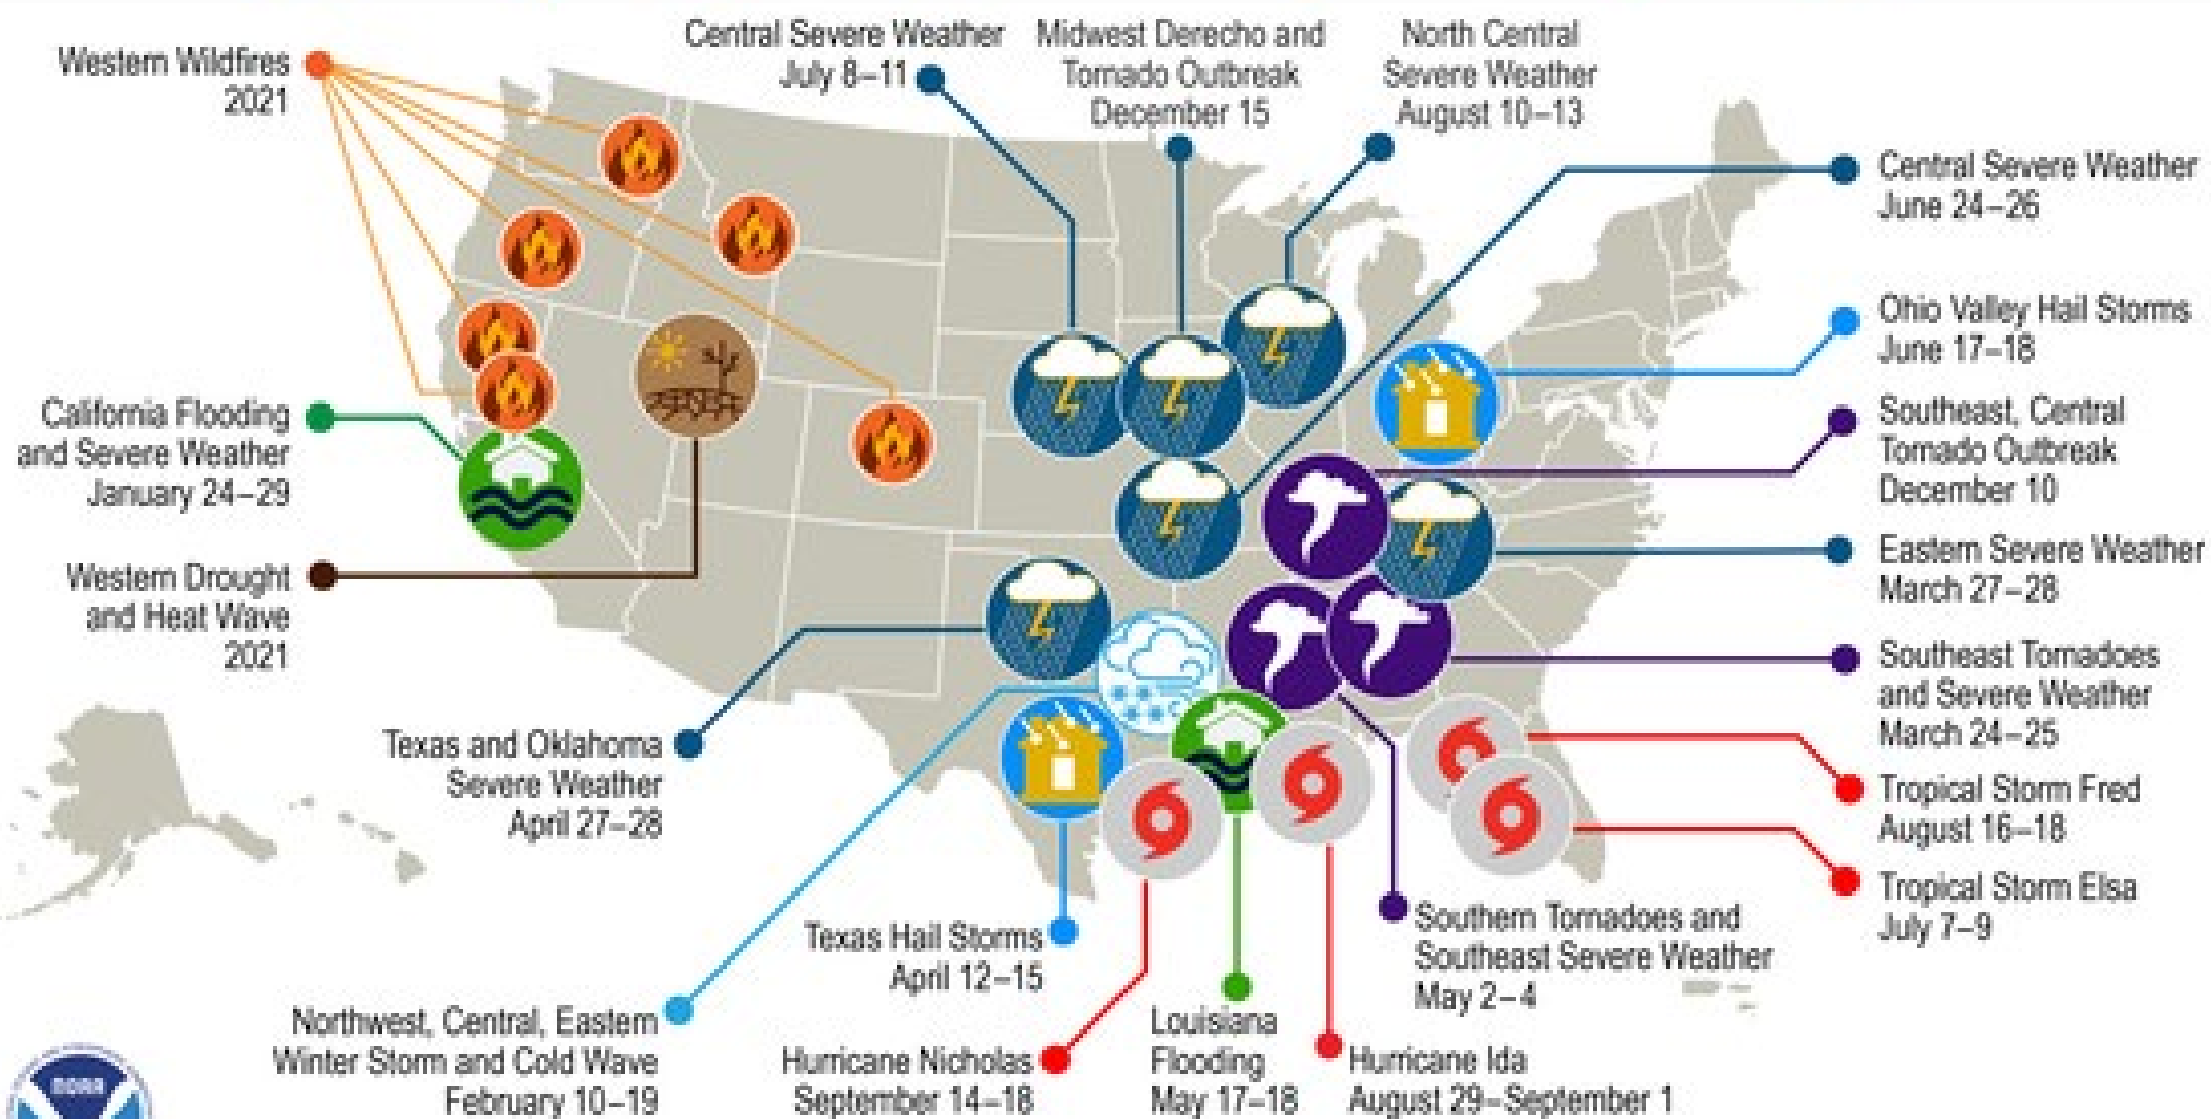 Western Wildfires
2021
Central Severe Weather
July 8–11
Midwest Derecho and
Tornado Outbreak
December 15
North Central
Severe Weather
August 10–13
Central Severe Weather
June 24–26
Ohio Valley Hail Storms
June 17–18
Southeast, Central
Tornado Outbreak
December 10
Eastern Severe Weather
March 27–28
Southeast Tornadoes
and Severe Weather
March 24–25
Tropical Storm Fred
August 16–18
Tropical Storm Elsa
July 7–9
California Flooding
and Severe Weather
January 24–29
Western Drought
and Heat Wave
2021
Texas and Oklahoma
Severe Weather
April 27–28
Texas Hail Storms
April 12–15
Southern Tornadoes and
Southeast Severe Weather
May 2–4
Northwest, Central, Eastern
Winter Storm and Cold Wave
February 10–19
Hurricane Nicholas
September 14–18
Louisiana
Flooding
May 17–18
Hurricane Ida
August 29–September 1
noaa